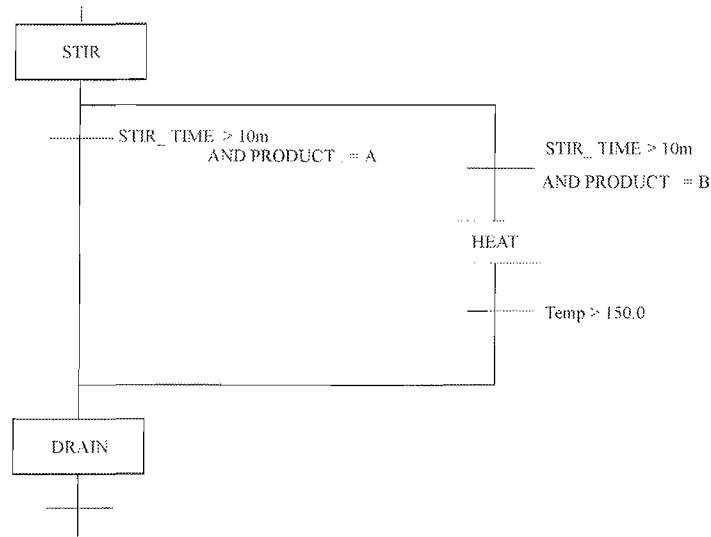 STIR
STIR_ TIME > 10m
AND PRODUCT . = A
STIR_ TIME > 10m
AND PRODUCT = B
HEAT
Temp > 150.0
DRAIN